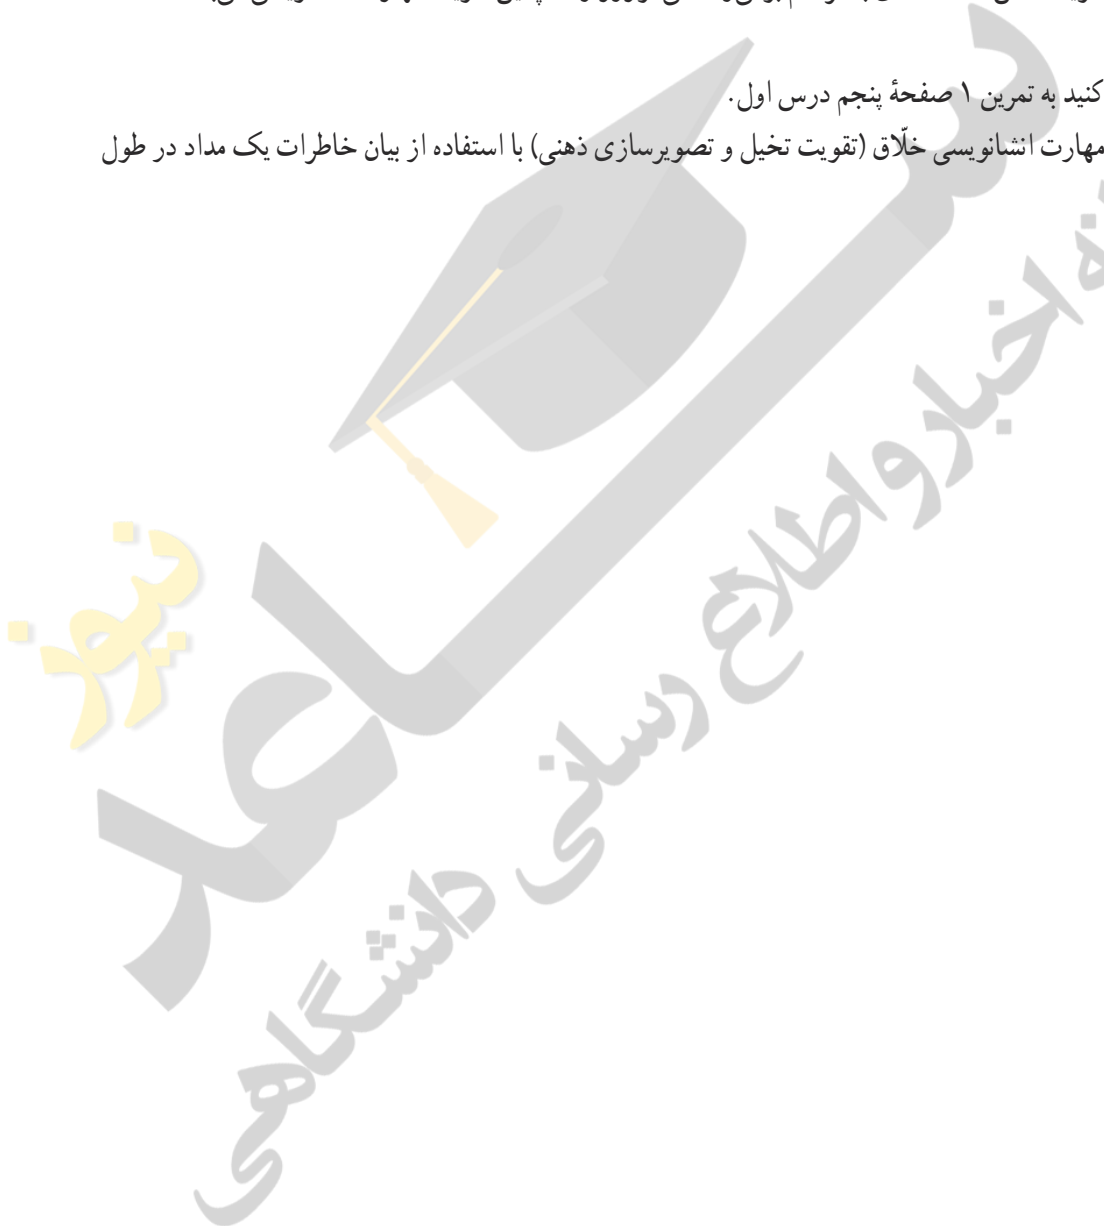 کنید به تمرین ۱ صفحهٔ پنجم درس اول.
مهارت انشانویسی خلّاق (تقویت تخیل و تصویرسازی ذهنی) با استفاده از بیان خاطرات یک مداد در طول
ساعد
نیوز
اخبار و اطلاع رسانی دانشگاهی